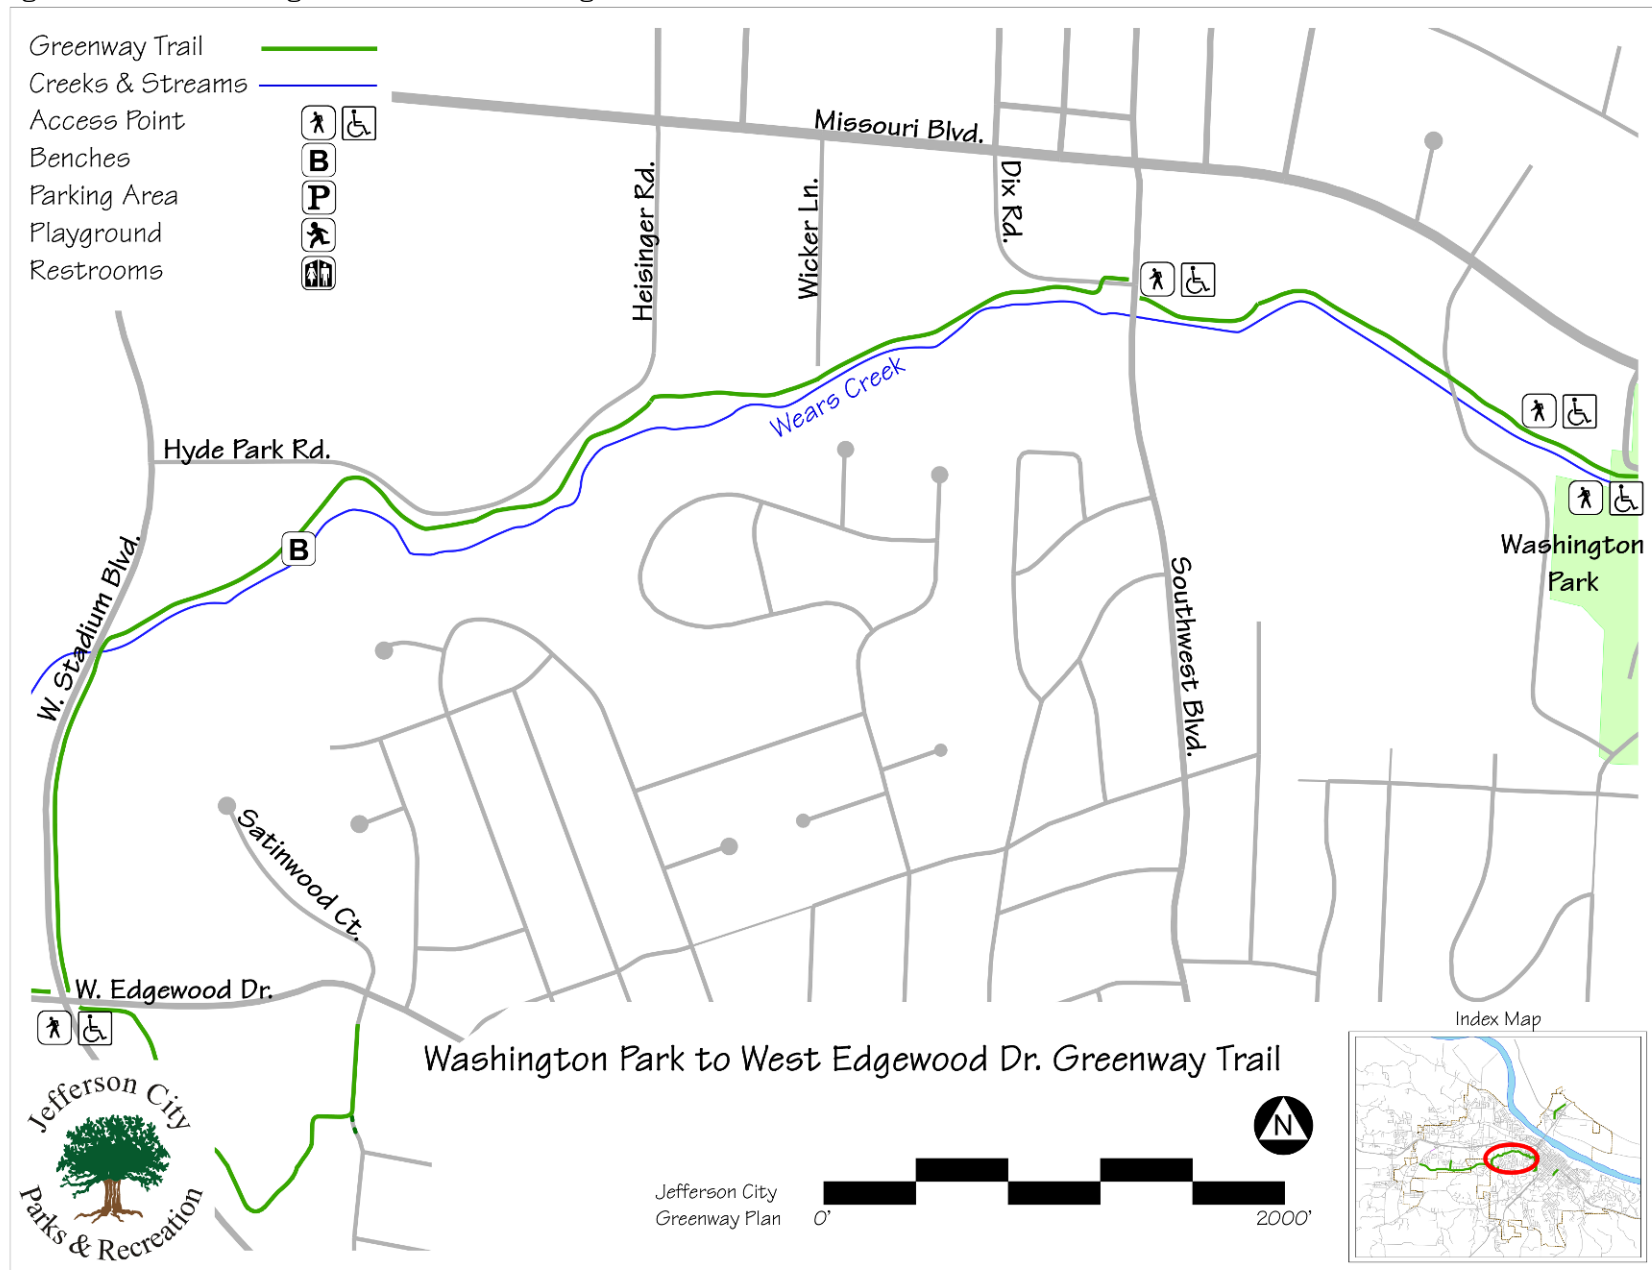 Greenway Trail
Creeks & Streams
Access Point
Benches
B
Parking Area
P
Playground
Restrooms
Missouri Blvd.
Heisinger Rd.
Wicker Ln.
Dix Rd.
Wears Creek
Hyde Park Rd.
B
W. Stadium Blvd.
Washington
Park
Southwest Blvd.
Satinwood Ct.
W. Edgewood Dr.
Washington Park to West Edgewood Dr. Greenway Trail
Index Map
N
Jefferson City
Parks & Recreation
Jefferson City
Greenway Plan
0'
2000'